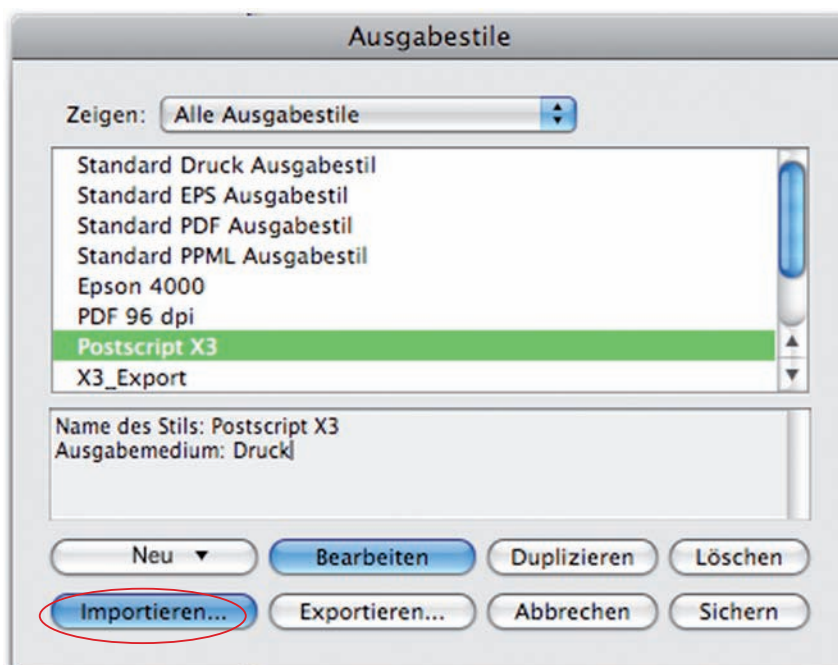 Ausgabestile
Zeigen: Alle Ausgabestile
Standard Druck Ausgabestil
Standard EPS Ausgabestil
Standard PDF Ausgabestil
Standard PPML Ausgabestil
Epson 4000
PDF 96 dpi
Postscript X3
X3_Export
Name des Stils: Postscript X3
Ausgabemedium: Druck
Neu Bearbeiten Duplizieren Löschen
Importieren... Exportieren... Abbrechen Sichern